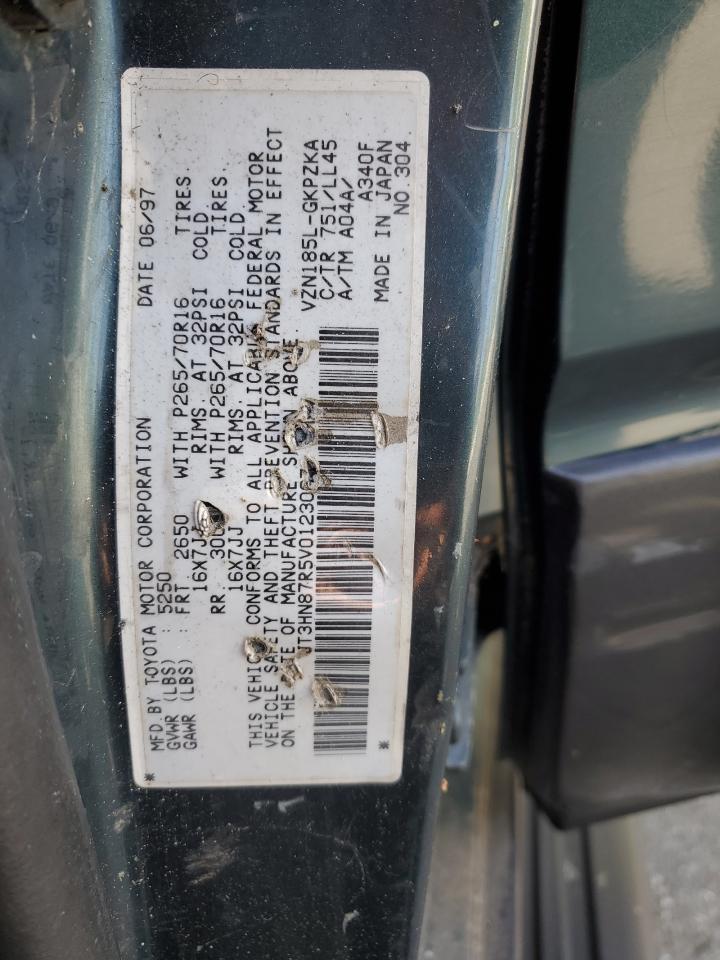 MFD BY TOYOTA MOTOR CORPORATION DATE 06/97
GVWR (LBS) : 5250
GAWR (LBS) : FRT 2650 WITH P265/70R16 TIRES.
16X7JJ RIMS. AT 32PSI COLD
RR WITH P265/70R16 TIRES.
16X7JJ RIMS. AT 32PSI COLD
THIS VEHICLE CONFORMS TO ALL APPLICABLE FEDERAL MOTOR
VEHICLE SAFETY AND THEFT PREVENTION STANDARDS IN EFFECT
ON THE DATE OF MANUFACTURE SHOWN ABOVE.
VZN185L-GKPZKA
C/TR 751/LL45
A/TM A04A/
A340F
MADE IN JAPAN
NO 304